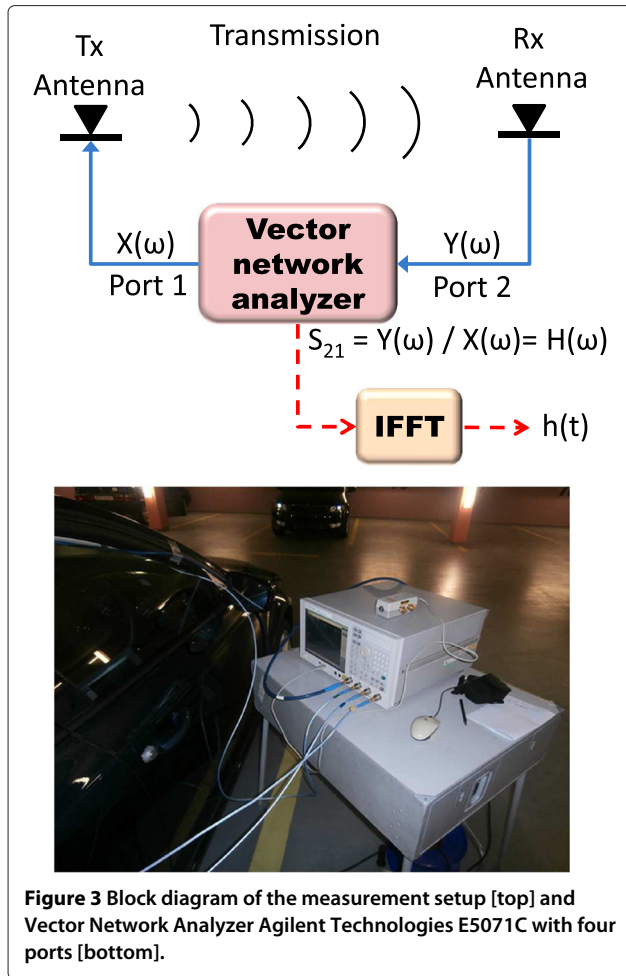 Transmission
Tx
Antenna
Rx
Antenna
X(ω)
Port 1
Vector
network
analyzer
Y(ω)
Port 2
S₂₁ = Y(ω) / X(ω)= H(ω)
IFFT
h(t)
Figure 3 Block diagram of the measurement setup [top] and
Vector Network Analyzer Agilent Technologies E5071C with four
ports [bottom].